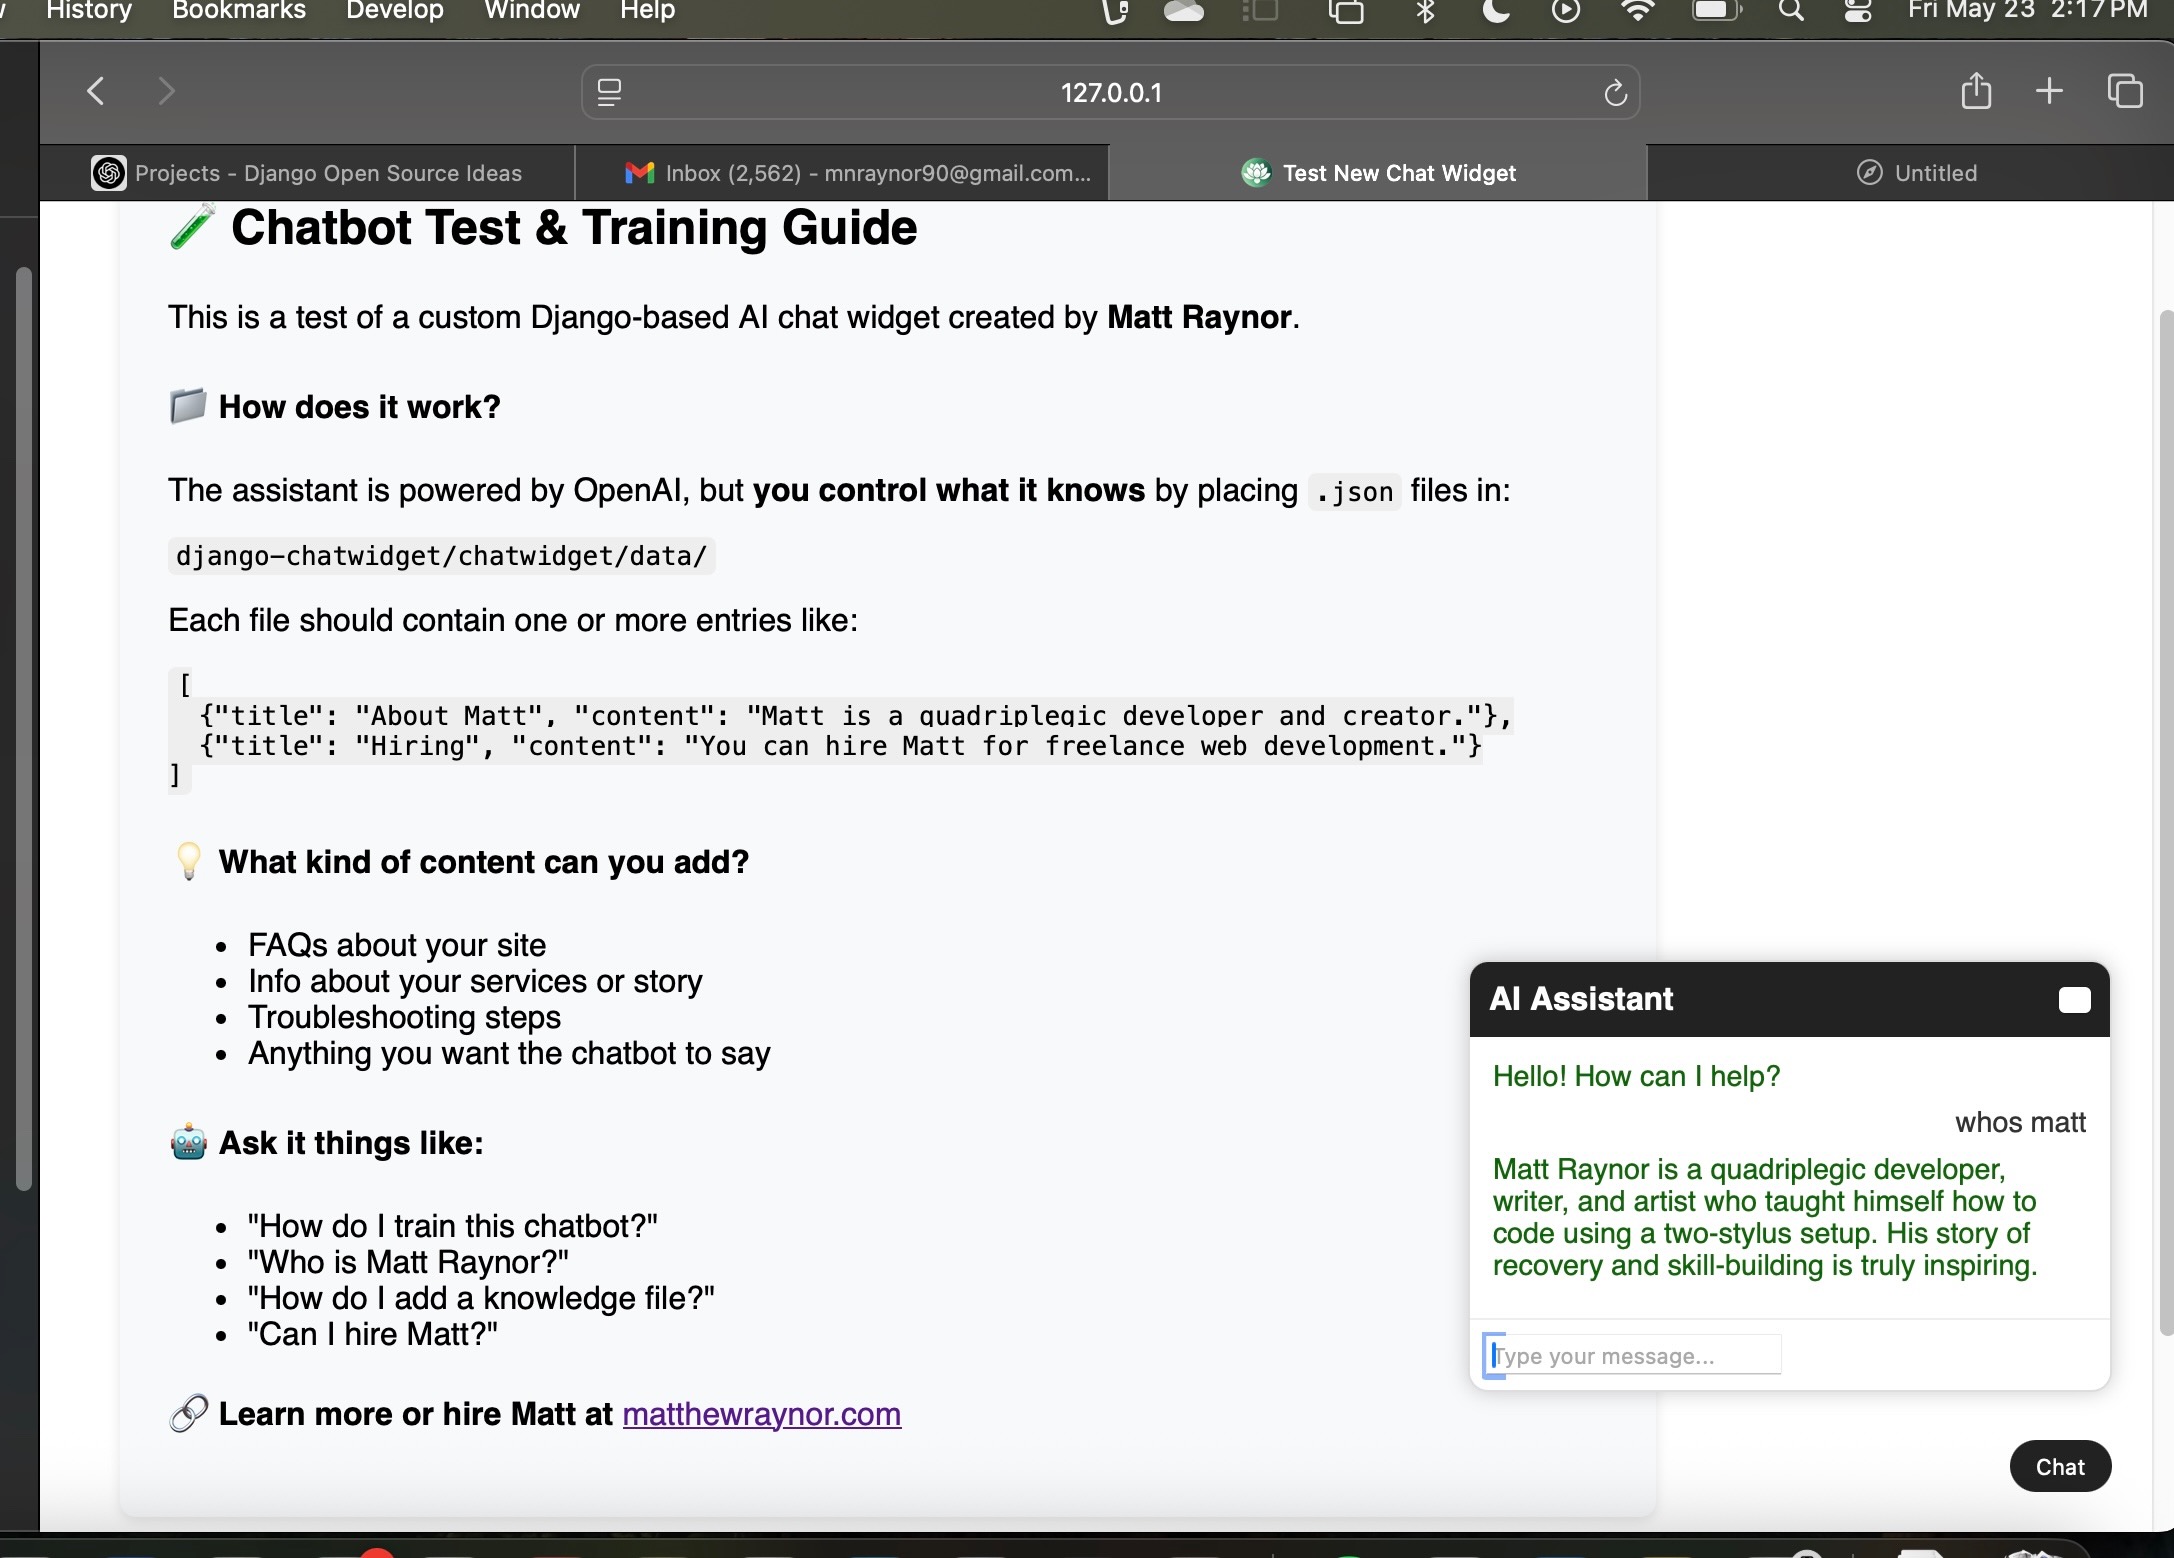 History Bookmarks Develop Window Help
Fri May 23 2:17 PM
127.0.0.1
Projects - Django Open Source Ideas
Inbox (2,562) - mnraynor90@gmail.com...
Test New Chat Widget
Untitled
Chatbot Test & Training Guide
This is a test of a custom Django-based AI chat widget created by Matt Raynor.
How does it work?
The assistant is powered by OpenAI, but you control what it knows by placing .json files in:
django-chatwidget/chatwidget/data/
Each file should contain one or more entries like:
[
{"title": "About Matt", "content": "Matt is a quadriplegic developer and creator."},
{"title": "Hiring", "content": "You can hire Matt for freelance web development."}
]
What kind of content can you add?
• FAQs about your site
• Info about your services or story
• Troubleshooting steps
• Anything you want the chatbot to say
Ask it things like:
• "How do I train this chatbot?"
• "Who is Matt Raynor?"
• "How do I add a knowledge file?"
• "Can I hire Matt?"
Learn more or hire Matt at matthewraynor.com
AI Assistant
Hello! How can I help?
whos matt
Matt Raynor is a quadriplegic developer,
writer, and artist who taught himself how to
code using a two-stylus setup. His story of
recovery and skill-building is truly inspiring.
Type your message...
Chat